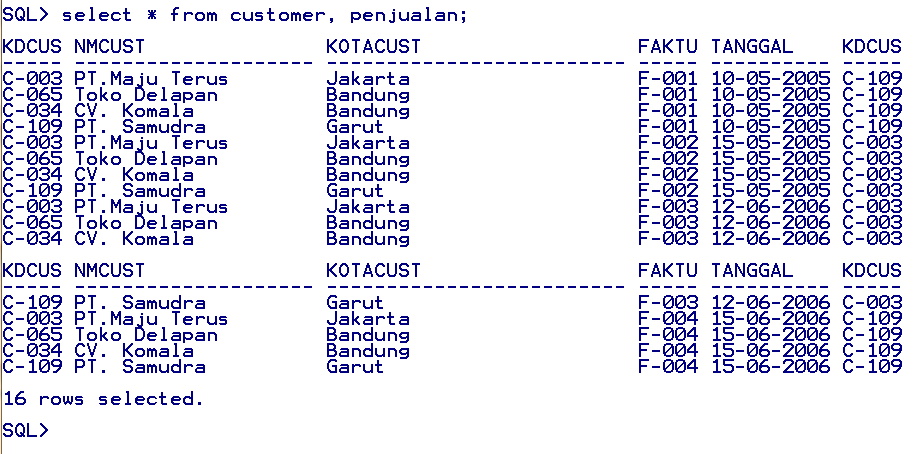 SQL> select * from customer, penjualan;
KDCUS NMCUST               KOTACUST                  FAKTU TANGGAL    KDCUS
----- -------------------- ------------------------- ----- ---------- -----
C-003 PT.Maju Terus        Jakarta                   F-001 10-05-2005 C-109
C-065 Toko Delapan         Bandung                   F-001 10-05-2005 C-109
C-034 CV. Komala           Bandung                   F-001 10-05-2005 C-109
C-109 PT. Samudra          Garut                     F-001 10-05-2005 C-109
C-003 PT.Maju Terus        Jakarta                   F-002 15-05-2005 C-003
C-065 Toko Delapan         Bandung                   F-002 15-05-2005 C-003
C-034 CV. Komala           Bandung                   F-002 15-05-2005 C-003
C-109 PT. Samudra          Garut                     F-002 15-05-2005 C-003
C-003 PT.Maju Terus        Jakarta                   F-003 12-06-2006 C-003
C-065 Toko Delapan         Bandung                   F-003 12-06-2006 C-003
C-034 CV. Komala           Bandung                   F-003 12-06-2006 C-003
KDCUS NMCUST               KOTACUST                  FAKTU TANGGAL    KDCUS
----- -------------------- ------------------------- ----- ---------- -----
C-109 PT. Samudra          Garut                     F-003 12-06-2006 C-003
C-003 PT.Maju Terus        Jakarta                   F-004 15-06-2006 C-109
C-065 Toko Delapan         Bandung                   F-004 15-06-2006 C-109
C-034 CV. Komala           Bandung                   F-004 15-06-2006 C-109
C-109 PT. Samudra          Garut                     F-004 15-06-2006 C-109
16 rows selected.
SQL>